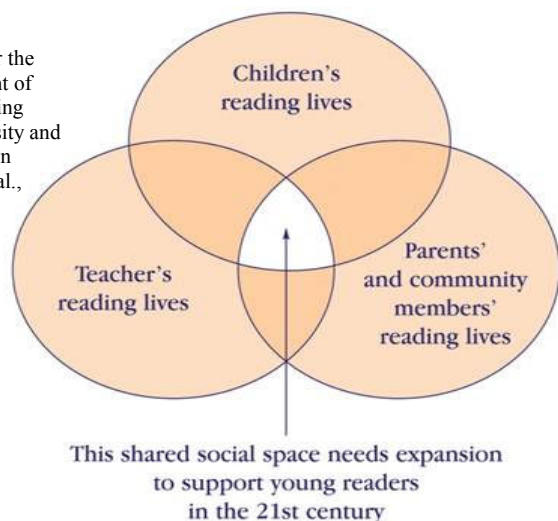 r the
nt of
ing
sity and
n
al.,
Children's
reading lives
Teacher's
reading lives
Parents'
and community
members'
reading lives
This shared social space needs expansion
to support young readers
in the 21st century